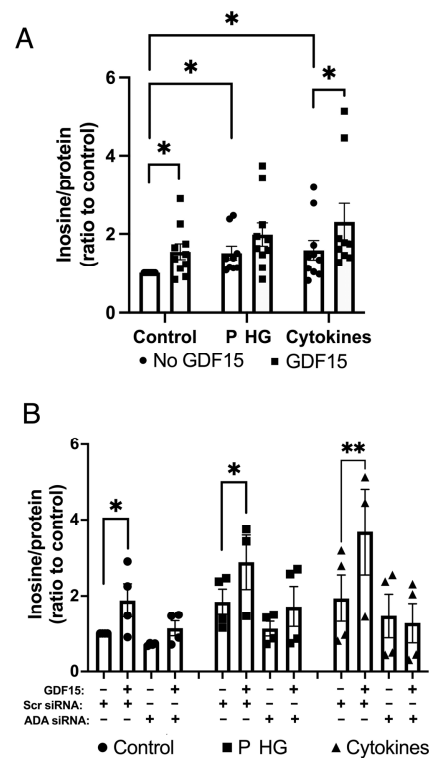 A
*
*
*
*
Inosine/protein
(ratio to control)
6
4
2
0
Control P HG Cytokines
● No GDF15 ■ GDF15
B
*
*
**
Inosine/protein
(ratio to control)
6
4
2
0
GDF15: – + – + – + – + – + – +
Scr siRNA: + + – – + + – – + + – –
ADA siRNA: – – + + – – + + – – + +
● Control ■ P HG ▲ Cytokines